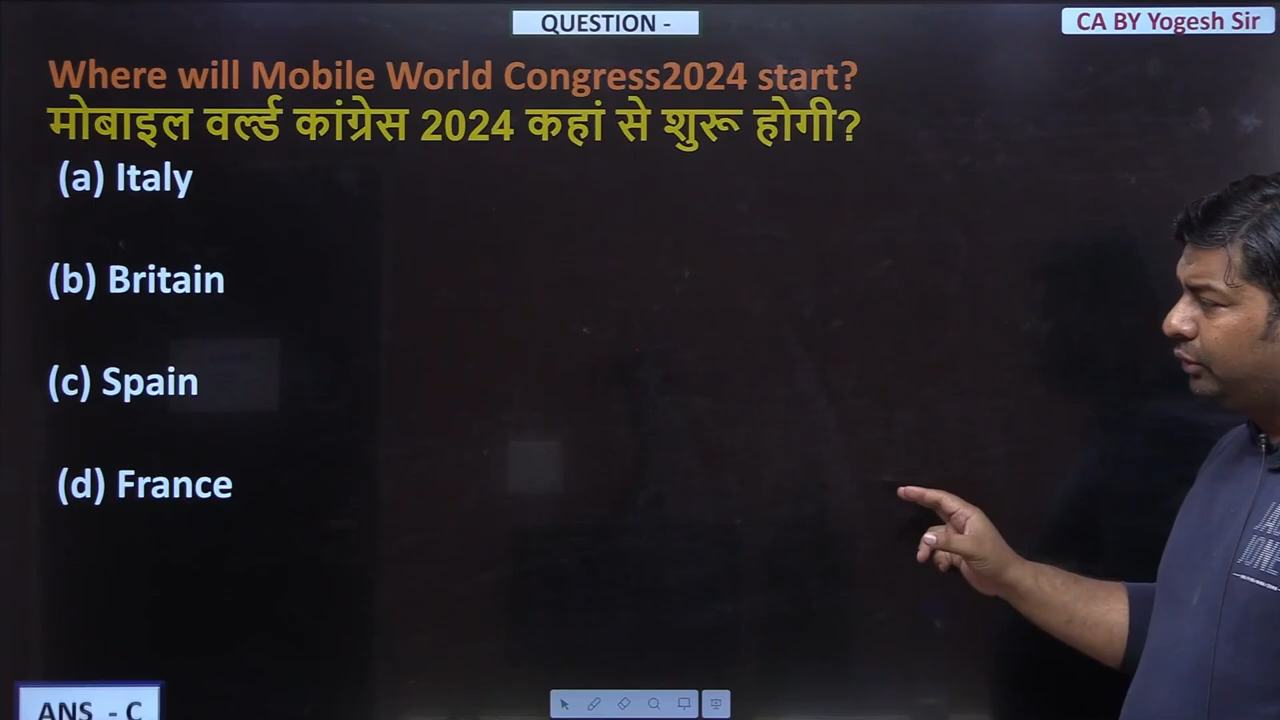 QUESTION -
CA BY Yogesh Sir
Where will Mobile World Congress2024 start?
मोबाइल वर्ल्ड कांग्रेस 2024 कहां से शुरू होगी?
(a) Italy
(b) Britain
(c) Spain
(d) France
ANS - C